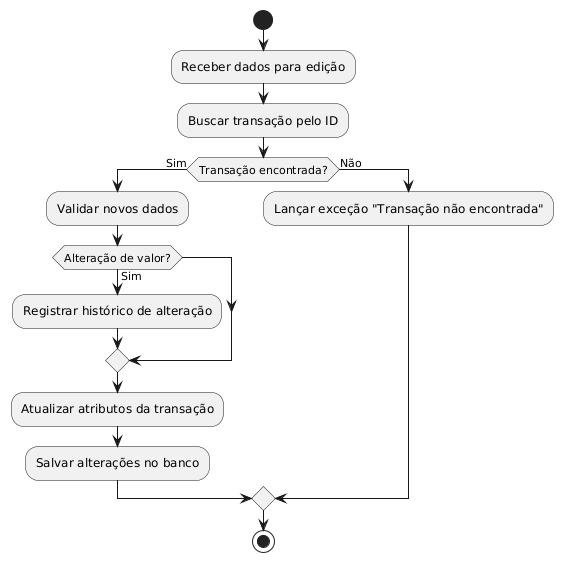 Receber dados para edição
Buscar transação pelo ID
Sim
Transação encontrada?
Não
Validar novos dados
Lançar exceção "Transação não encontrada"
Alteração de valor?
Sim
Registrar histórico de alteração
Atualizar atributos da transação
Salvar alterações no banco